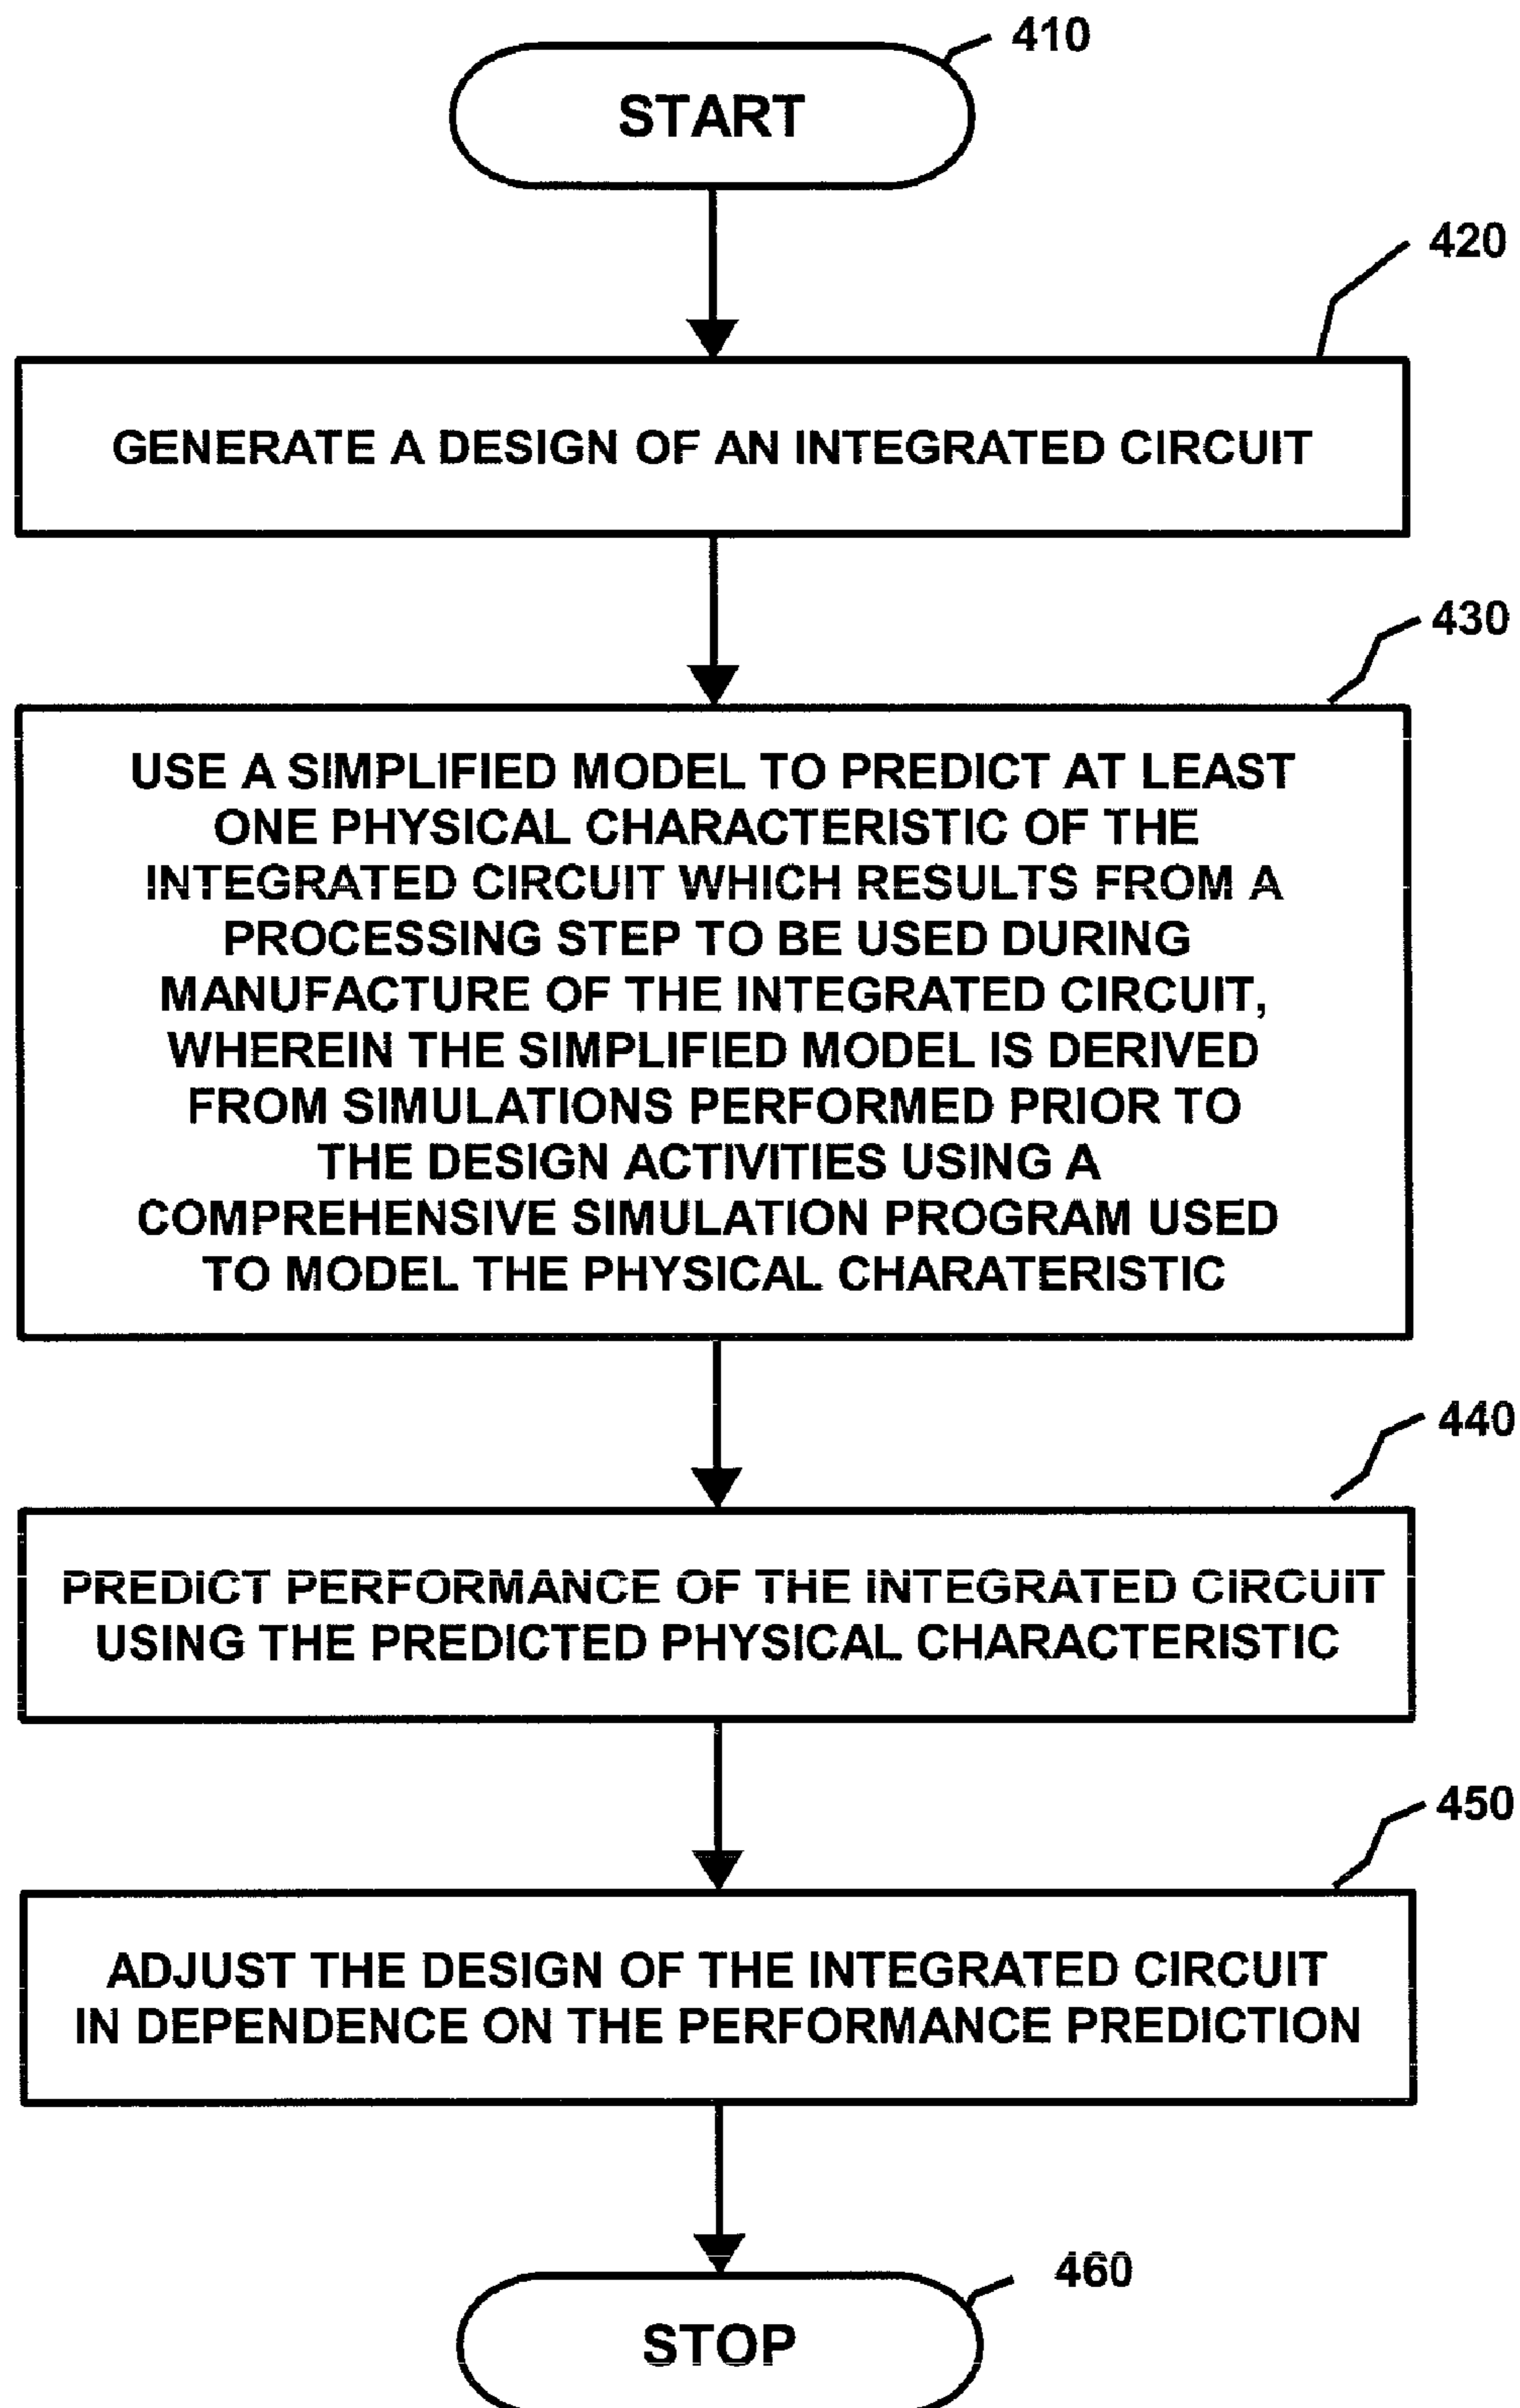 410
START
420
GENERATE A DESIGN OF AN INTEGRATED CIRCUIT
430
USE A SIMPLIFIED MODEL TO PREDICT AT LEAST
ONE PHYSICAL CHARACTERISTIC OF THE
INTEGRATED CIRCUIT WHICH RESULTS FROM A
PROCESSING STEP TO BE USED DURING
MANUFACTURE OF THE INTEGRATED CIRCUIT,
WHEREIN THE SIMPLIFIED MODEL IS DERIVED
FROM SIMULATIONS PERFORMED PRIOR TO
THE DESIGN ACTIVITIES USING A
COMPREHENSIVE SIMULATION PROGRAM USED
TO MODEL THE PHYSICAL CHARATERISTIC
440
PREDICT PERFORMANCE OF THE INTEGRATED CIRCUIT
USING THE PREDICTED PHYSICAL CHARACTERISTIC
450
ADJUST THE DESIGN OF THE INTEGRATED CIRCUIT
IN DEPENDENCE ON THE PERFORMANCE PREDICTION
460
STOP